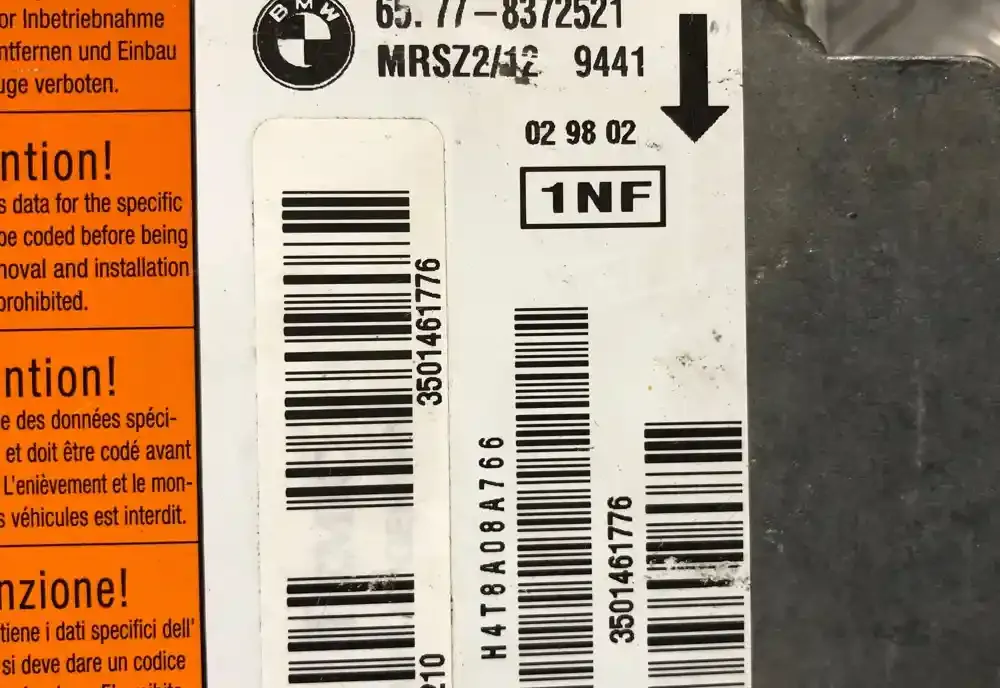 or Inbetriebnahme
ntfernen und Einbau
uge verboten.
ntion!
s data for the specific
be coded before being
moval and installation
prohibited.
ntion!
e des données spéci-
et doit être codé avant
L'enièvement et le mon-
s véhicules est interdit.
nzione!
tiene i dati specifici dell'
si deve dare un codice
BMW
65. 77-8372521
MRSZ2/12 9441
02 98 02
1NF
3501461776
210
H4T8A08A766
3501461776